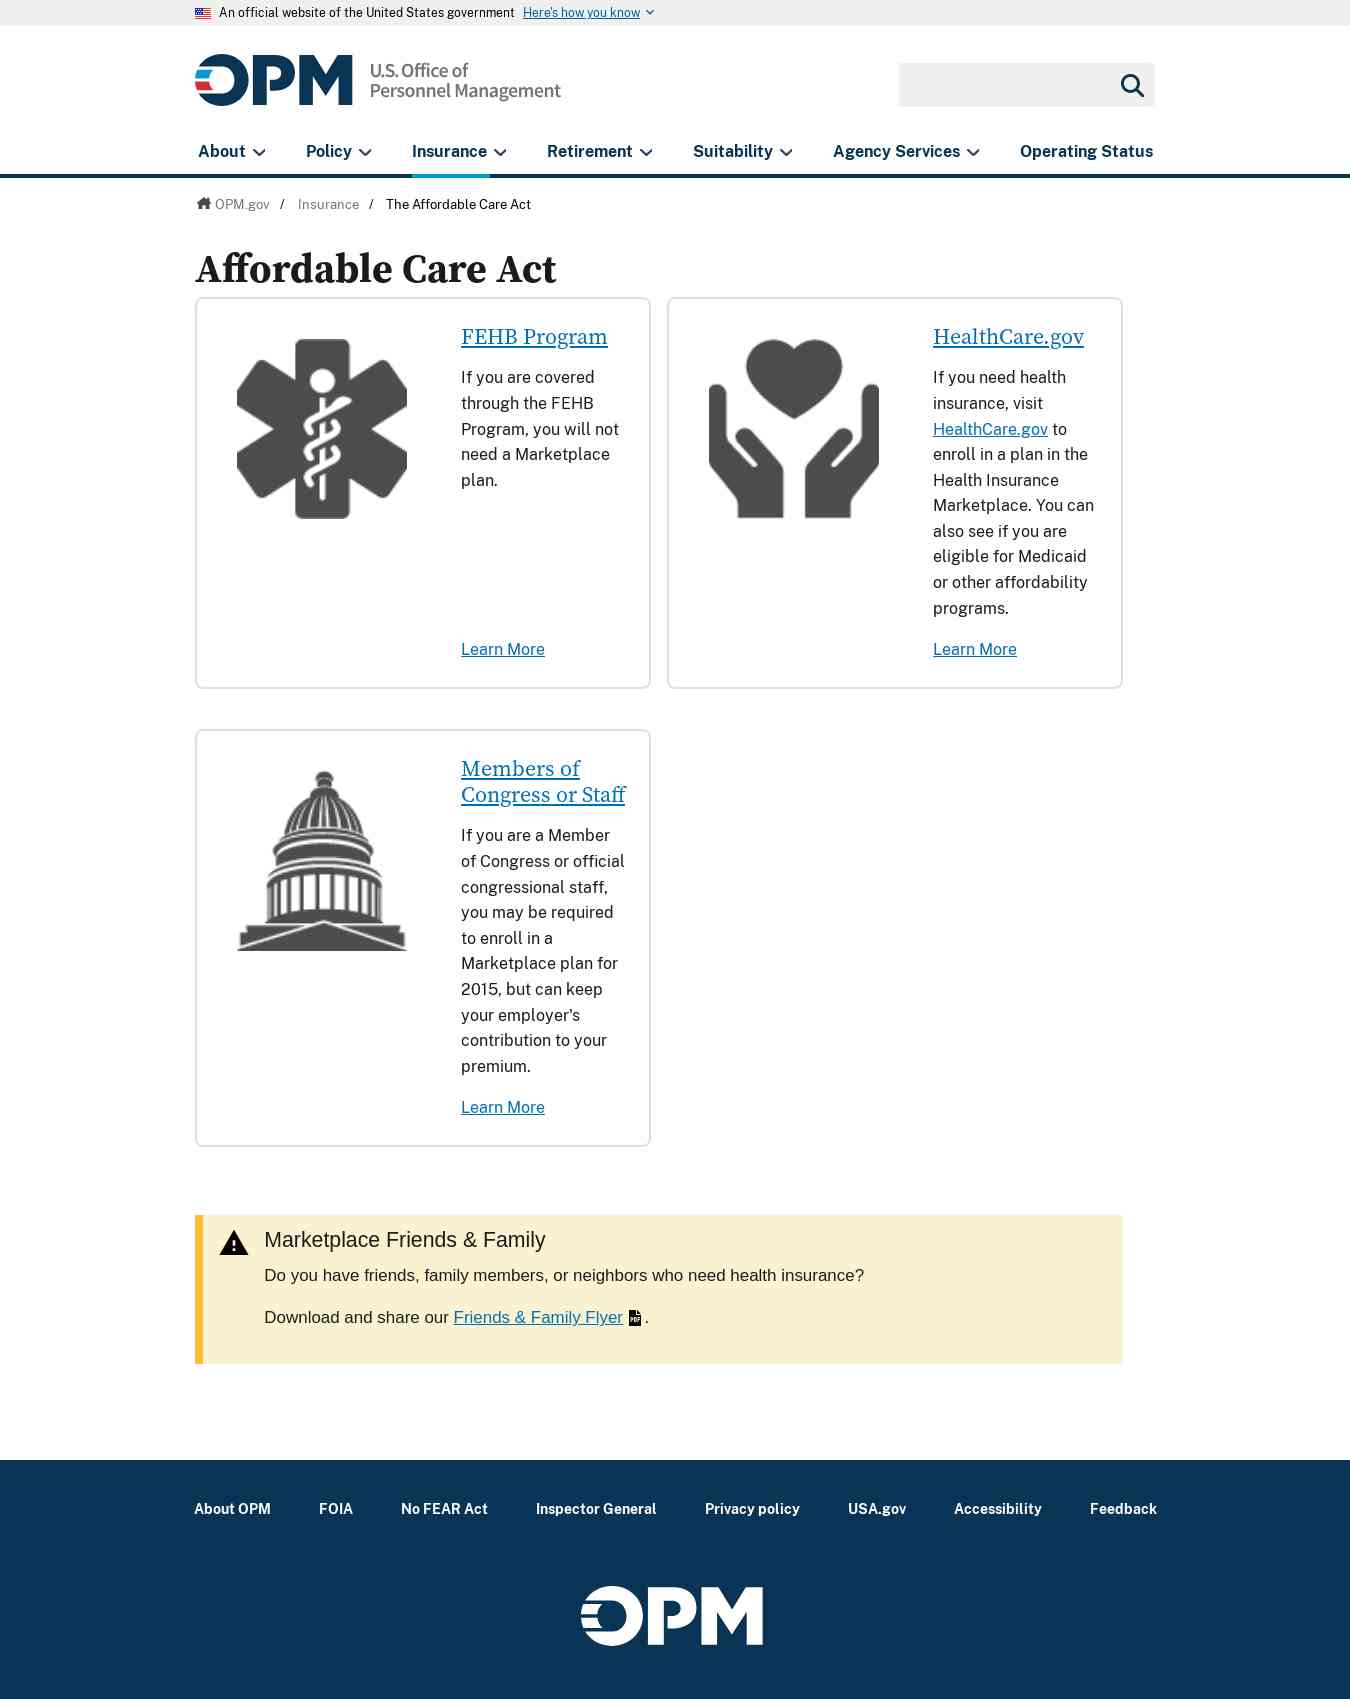 An official website of the United States government Here's how you know
OPM U.S. Office of
Personnel Management
About Policy Insurance Retirement Suitability Agency Services Operating Status
OPM.gov / Insurance / The Affordable Care Act
Affordable Care Act
FEHB Program
If you are covered
through the FEHB
Program, you will not
need a Marketplace
plan.
Learn More
HealthCare.gov
If you need health
insurance, visit
HealthCare.gov to
enroll in a plan in the
Health Insurance
Marketplace. You can
also see if you are
eligible for Medicaid
or other affordability
programs.
Learn More
Members of
Congress or Staff
If you are a Member
of Congress or official
congressional staff,
you may be required
to enroll in a
Marketplace plan for
2015, but can keep
your employer's
contribution to your
premium.
Learn More
Marketplace Friends & Family
Do you have friends, family members, or neighbors who need health insurance?
Download and share our Friends & Family Flyer PDF .
About OPM FOIA No FEAR Act Inspector General Privacy policy USA.gov Accessibility Feedback
OPM